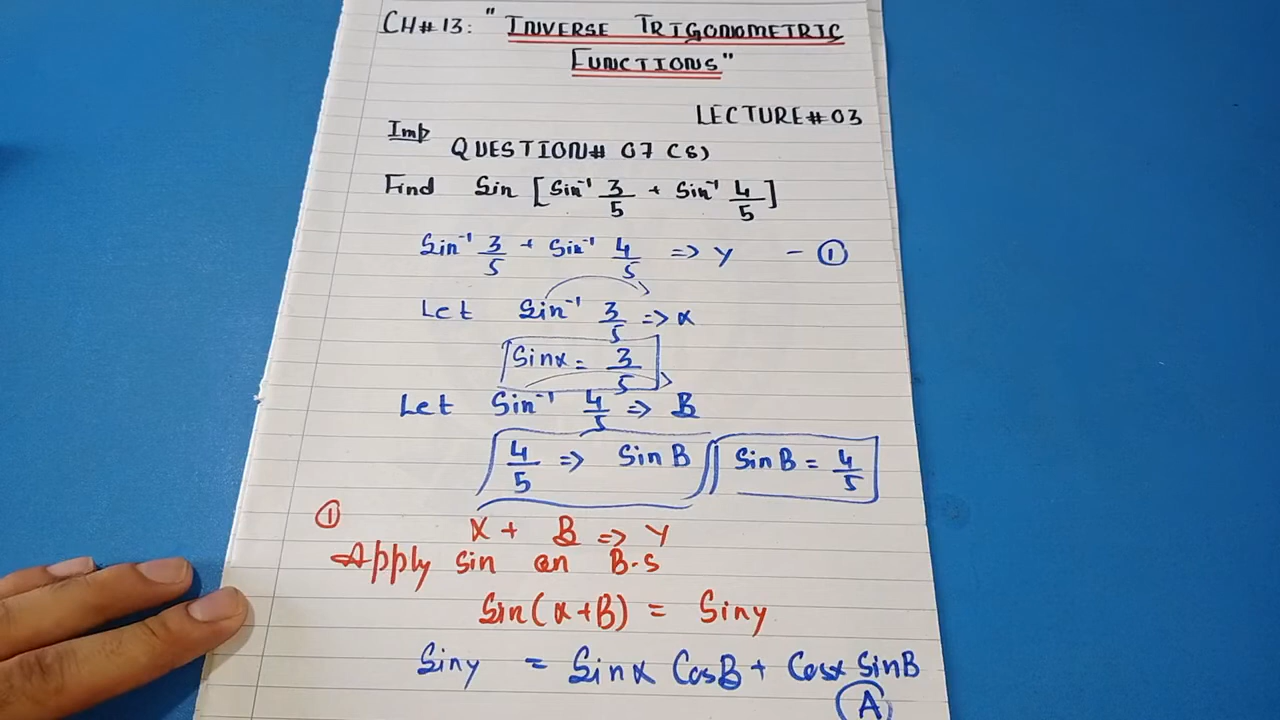 CH# 13: " INVERSE TRIGONOMETRIC
FUNCTIONS"
LECTURE# 03
Imp
QUESTION# 07 (6)
Find Sin [Sin⁻¹ 3/5 + Sin⁻¹ 4/5]
Sin⁻¹ 3/5 + Sin⁻¹ 4/5 => y - ①
Let Sin⁻¹ 3/5 => α
Sinα = 3/5
Let Sin⁻¹ 4/5 => B
4/5 => Sin B Sin B = 4/5
① α + B => y
Apply sin on B.S
Sin(α+B) = Siny
Siny = Sinα CosB + Cosα SinB
Ⓐ